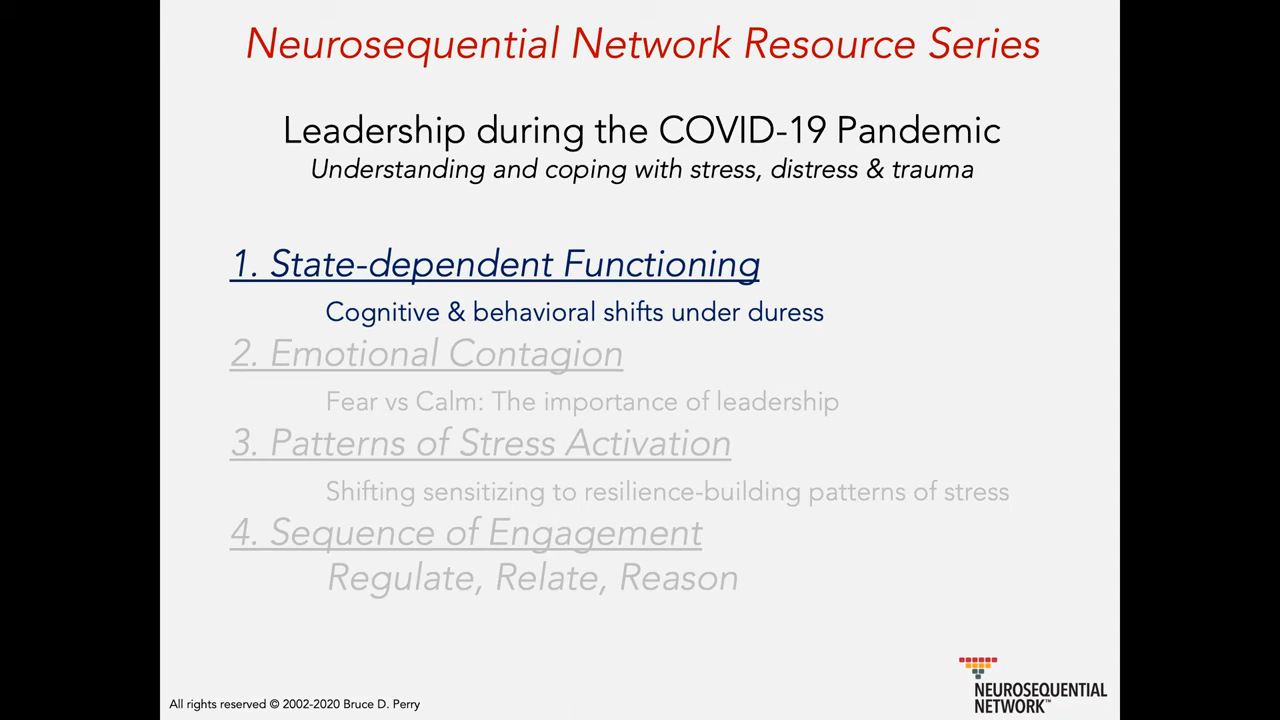 Neurosequential Network Resource Series
Leadership during the COVID-19 Pandemic
Understanding and coping with stress, distress & trauma
1. State-dependent Functioning
Cognitive & behavioral shifts under duress
2. Emotional Contagion
Fear vs Calm: The importance of leadership
3. Patterns of Stress Activation
Shifting sensitizing to resilience-building patterns of stress
4. Sequence of Engagement
Regulate, Relate, Reason
All rights reserved © 2002-2020 Bruce D. Perry
NEUROSEQUENTIAL
NETWORK™